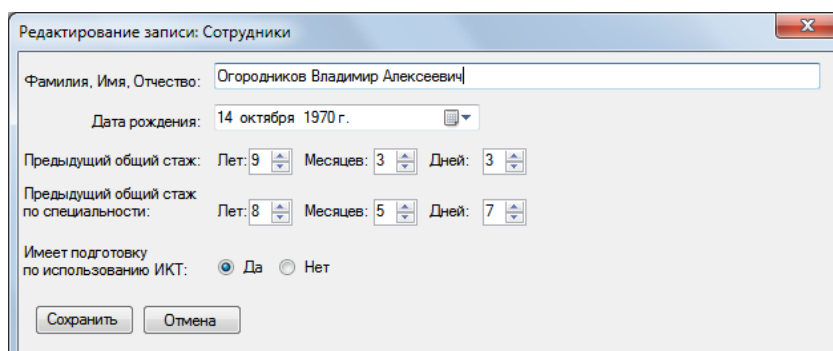 Редактирование записи: Сотрудники
Фамилия, Имя, Отчество: Огородников Владимир Алексеевич
Дата рождения: 14 октября 1970 г.
Предыдущий общий стаж: Лет: 9 Месяцев: 3 Дней: 3
Предыдущий общий стаж
по специальности: Лет: 8 Месяцев: 5 Дней: 7
Имеет подготовку
по использованию ИКТ: Да Нет
Сохранить Отмена